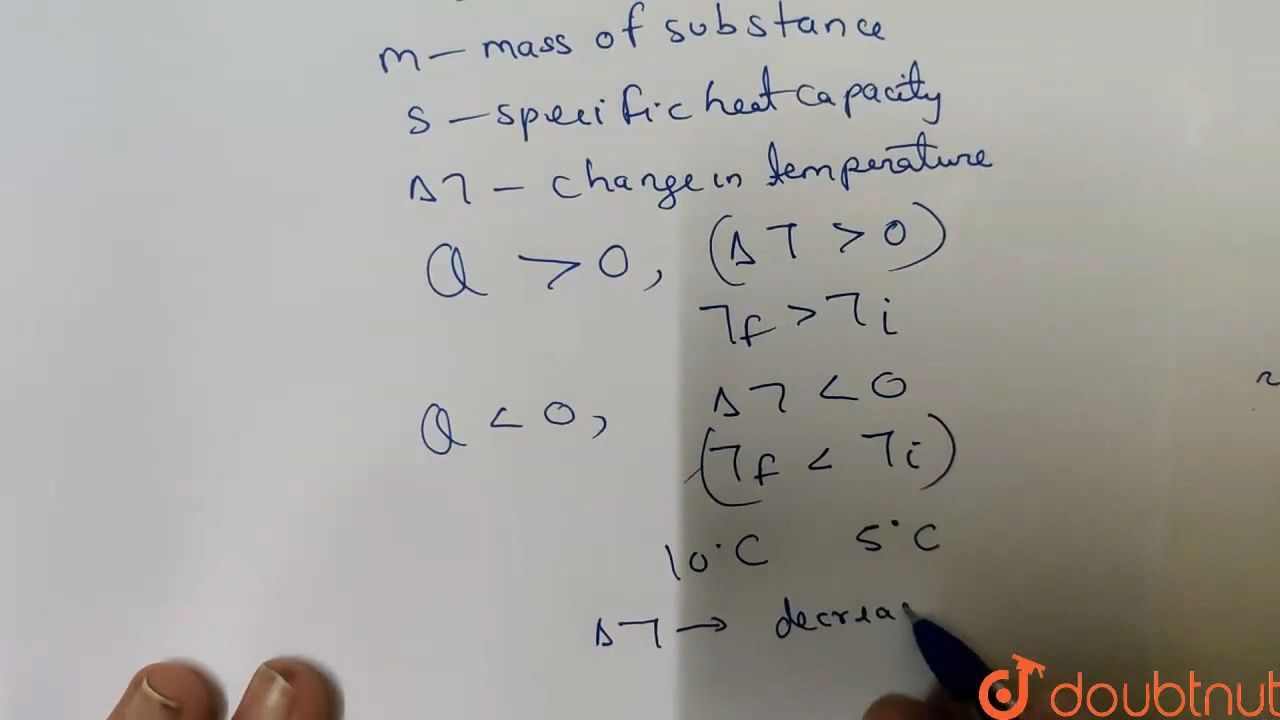 m - mass of substance
s - specific heat capacity
ΔT - change in temperature
Q > 0, (ΔT > 0)
Tf > Ti
Q < 0, ΔT < 0
(Tf < Ti)
10°C 5°C
ΔT → decrea
doubtnut